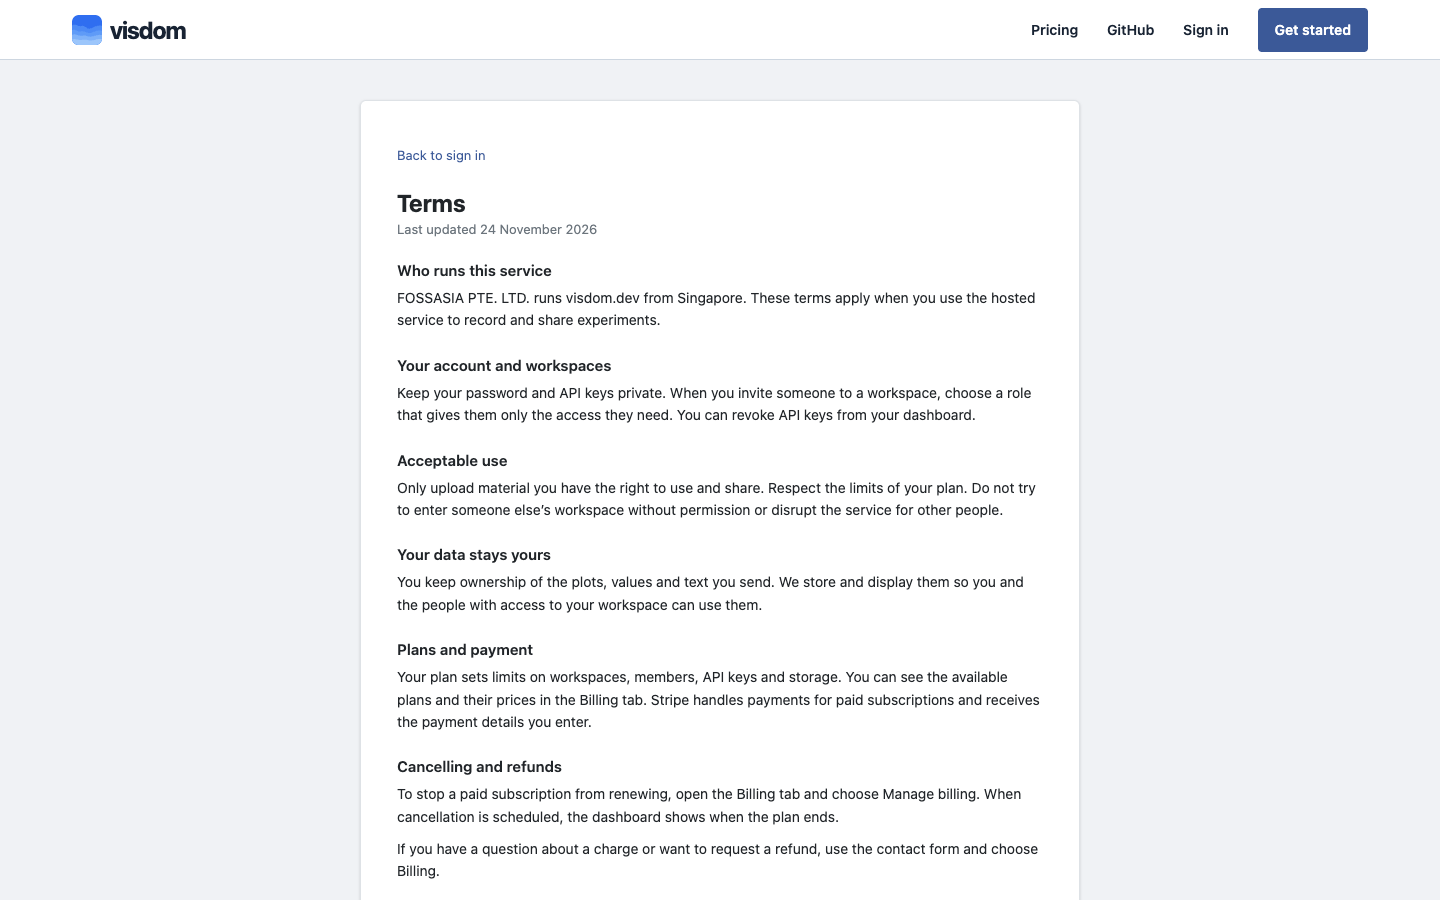 visdom
Pricing
GitHub
Sign in
Get started
Back to sign in
Terms
Last updated 24 November 2026
Who runs this service
FOSSASIA PTE. LTD. runs visdom.dev from Singapore. These terms apply when you use the hosted
service to record and share experiments.
Your account and workspaces
Keep your password and API keys private. When you invite someone to a workspace, choose a role
that gives them only the access they need. You can revoke API keys from your dashboard.
Acceptable use
Only upload material you have the right to use and share. Respect the limits of your plan. Do not try
to enter someone else’s workspace without permission or disrupt the service for other people.
Your data stays yours
You keep ownership of the plots, values and text you send. We store and display them so you and
the people with access to your workspace can use them.
Plans and payment
Your plan sets limits on workspaces, members, API keys and storage. You can see the available
plans and their prices in the Billing tab. Stripe handles payments for paid subscriptions and receives
the payment details you enter.
Cancelling and refunds
To stop a paid subscription from renewing, open the Billing tab and choose Manage billing. When
cancellation is scheduled, the dashboard shows when the plan ends.
If you have a question about a charge or want to request a refund, use the contact form and choose
Billing.